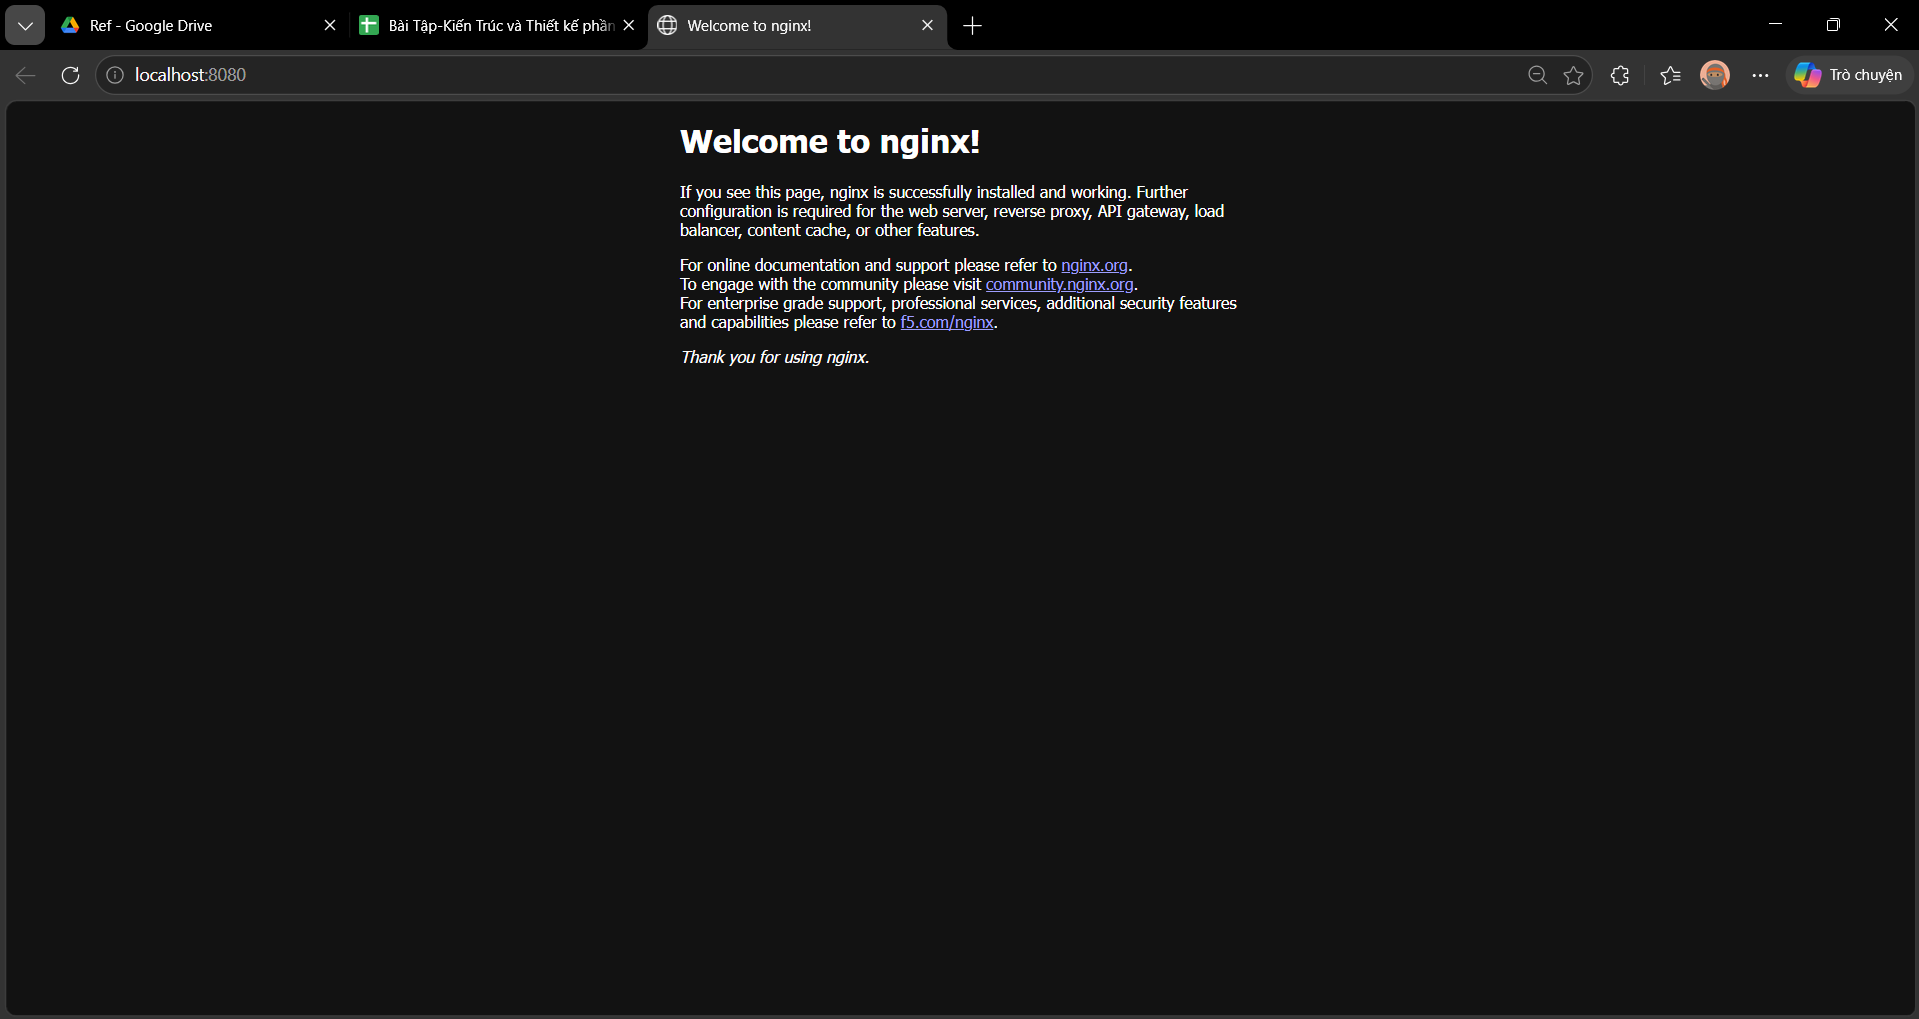 Ref - Google Drive
Bài Tập-Kiến Trúc và Thiết kế phần
Welcome to nginx!
localhost:8080
Trò chuyện
Welcome to nginx!
If you see this page, nginx is successfully installed and working. Further
configuration is required for the web server, reverse proxy, API gateway, load
balancer, content cache, or other features.
For online documentation and support please refer to nginx.org.
To engage with the community please visit community.nginx.org.
For enterprise grade support, professional services, additional security features
and capabilities please refer to f5.com/nginx.
Thank you for using nginx.